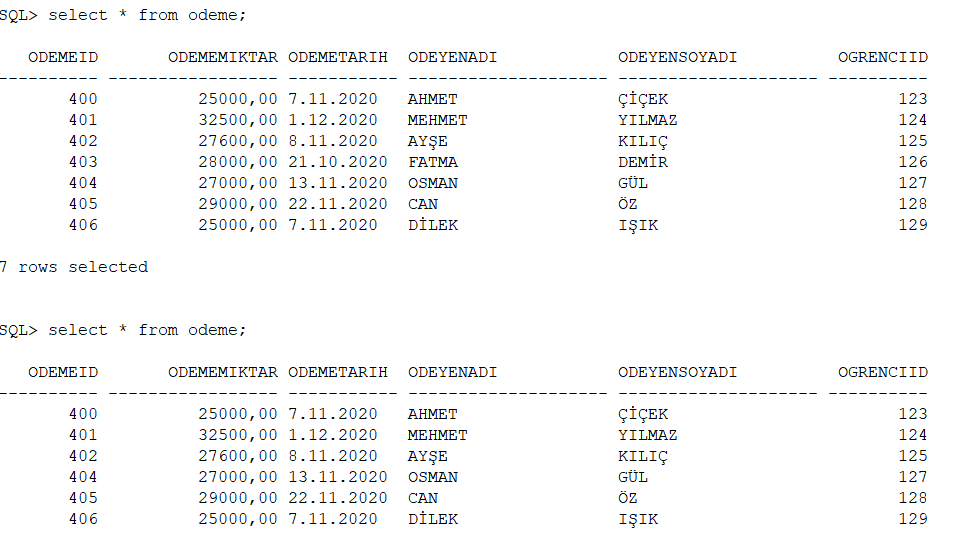 SQL> select * from odeme;
ODEMEID ODEMEMIKTAR ODEMETARIH ODEYENADI ODEYENSOYADI OGRENCIID
---------- ----------------- ----------- -------------------- -------------------- ----------
400 25000,00 7.11.2020 AHMET ÇİÇEK 123
401 32500,00 1.12.2020 MEHMET YILMAZ 124
402 27600,00 8.11.2020 AYŞE KILIÇ 125
403 28000,00 21.10.2020 FATMA DEMİR 126
404 27000,00 13.11.2020 OSMAN GÜL 127
405 29000,00 22.11.2020 CAN ÖZ 128
406 25000,00 7.11.2020 DİLEK IŞIK 129
7 rows selected
SQL> select * from odeme;
ODEMEID ODEMEMIKTAR ODEMETARIH ODEYENADI ODEYENSOYADI OGRENCIID
---------- ----------------- ----------- -------------------- -------------------- ----------
400 25000,00 7.11.2020 AHMET ÇİÇEK 123
401 32500,00 1.12.2020 MEHMET YILMAZ 124
402 27600,00 8.11.2020 AYŞE KILIÇ 125
404 27000,00 13.11.2020 OSMAN GÜL 127
405 29000,00 22.11.2020 CAN ÖZ 128
406 25000,00 7.11.2020 DİLEK IŞIK 129